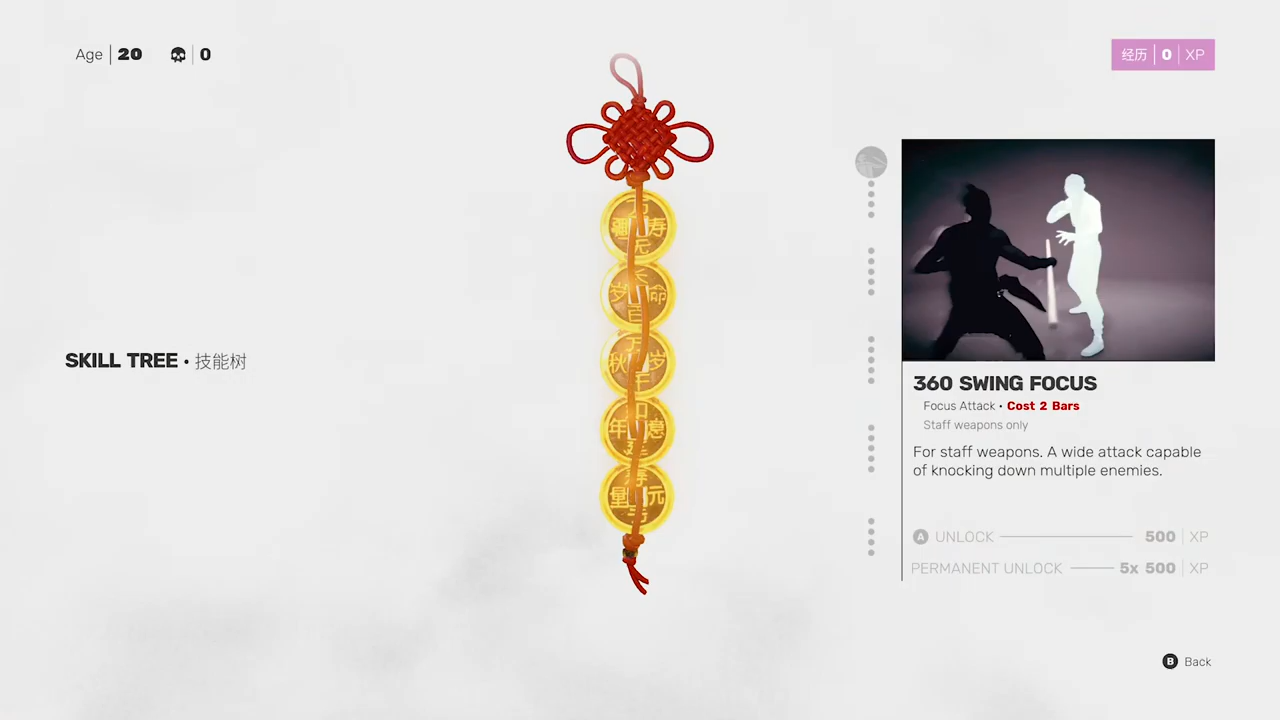 Age 20 0
经历 0 XP
SKILL TREE • 技能树
360 SWING FOCUS
Focus Attack • Cost 2 Bars
Staff weapons only
For staff weapons. A wide attack capable
of knocking down multiple enemies.
A UNLOCK 500 XP
PERMANENT UNLOCK 5x 500 XP
B Back